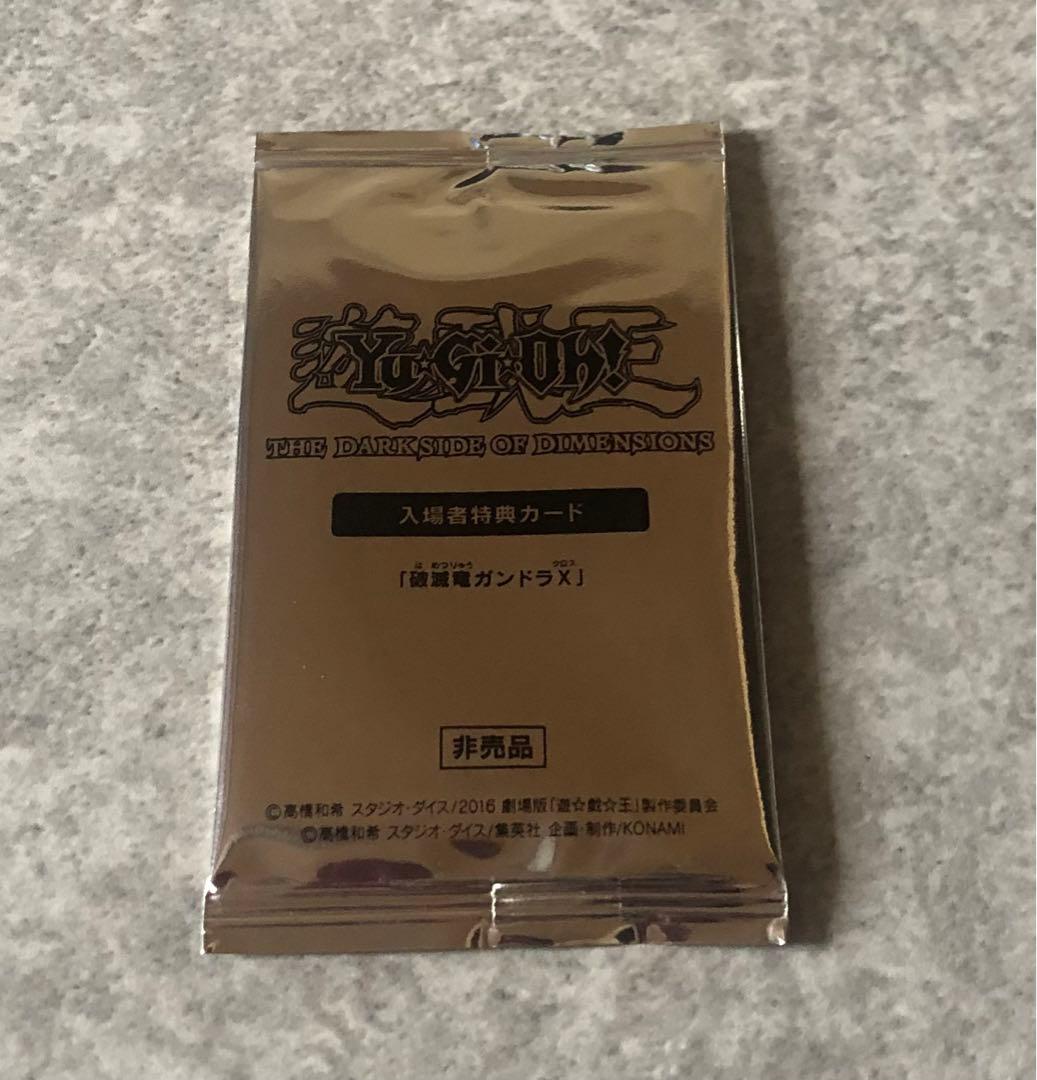 遊戯王
Yu-Gi-Oh!
THE DARK SIDE OF DIMENSIONS
入場者特典カード
は めつりゅう クロス
「破滅竜ガンドラX」
非売品
©高橋和希 スタジオ・ダイス/2016 劇場版「遊☆戯☆王」製作委員会
©高橋和希 スタジオ・ダイス/集英社 企画・制作/KONAMI